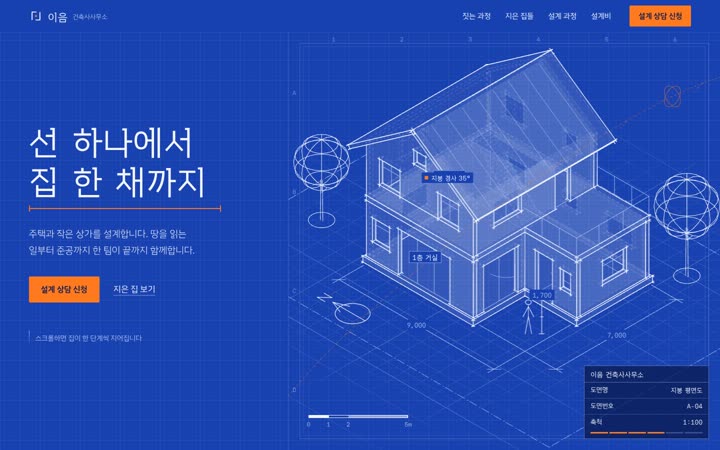 이음 건축사사무소
짓는 과정 지은 집들 설계 과정 설계비 설계 상담 신청
선 하나에서
집 한 채까지
주택과 작은 상가를 설계합니다. 땅을 읽는
일부터 준공까지 한 팀이 끝까지 함께합니다.
설계 상담 신청 지은 집 보기
스크롤하면 집이 한 단계씩 지어집니다
1 2 3 4 5 6
A
B
C
D
지붕 경사 35°
1층 거실
1,700
N
9,000
7,000
0 1 2 5m
이음 건축사사무소
도면명 지붕 평면도
도면번호 A-04
축척 1:100